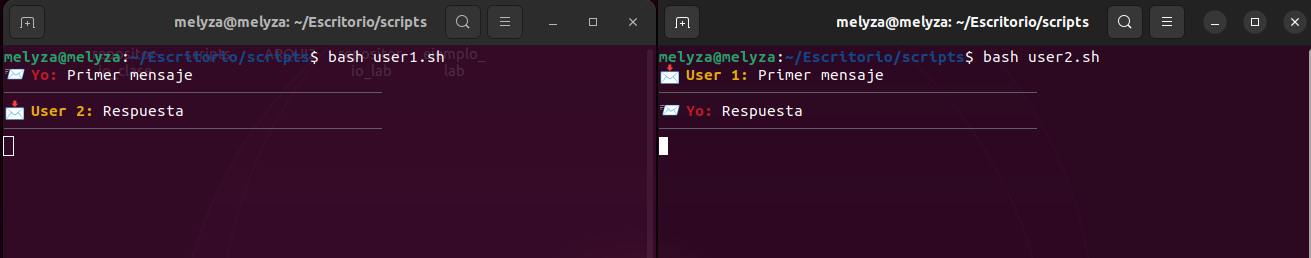 melyza@melyza: ~/Escritorio/scripts
melyza@melyza:~/Escritorio/scripts$ bash user1.sh
Yo: Primer mensaje
User 2: Respuesta
melyza@melyza: ~/Escritorio/scripts
melyza@melyza:~/Escritorio/scripts$ bash user2.sh
User 1: Primer mensaje
Yo: Respuesta